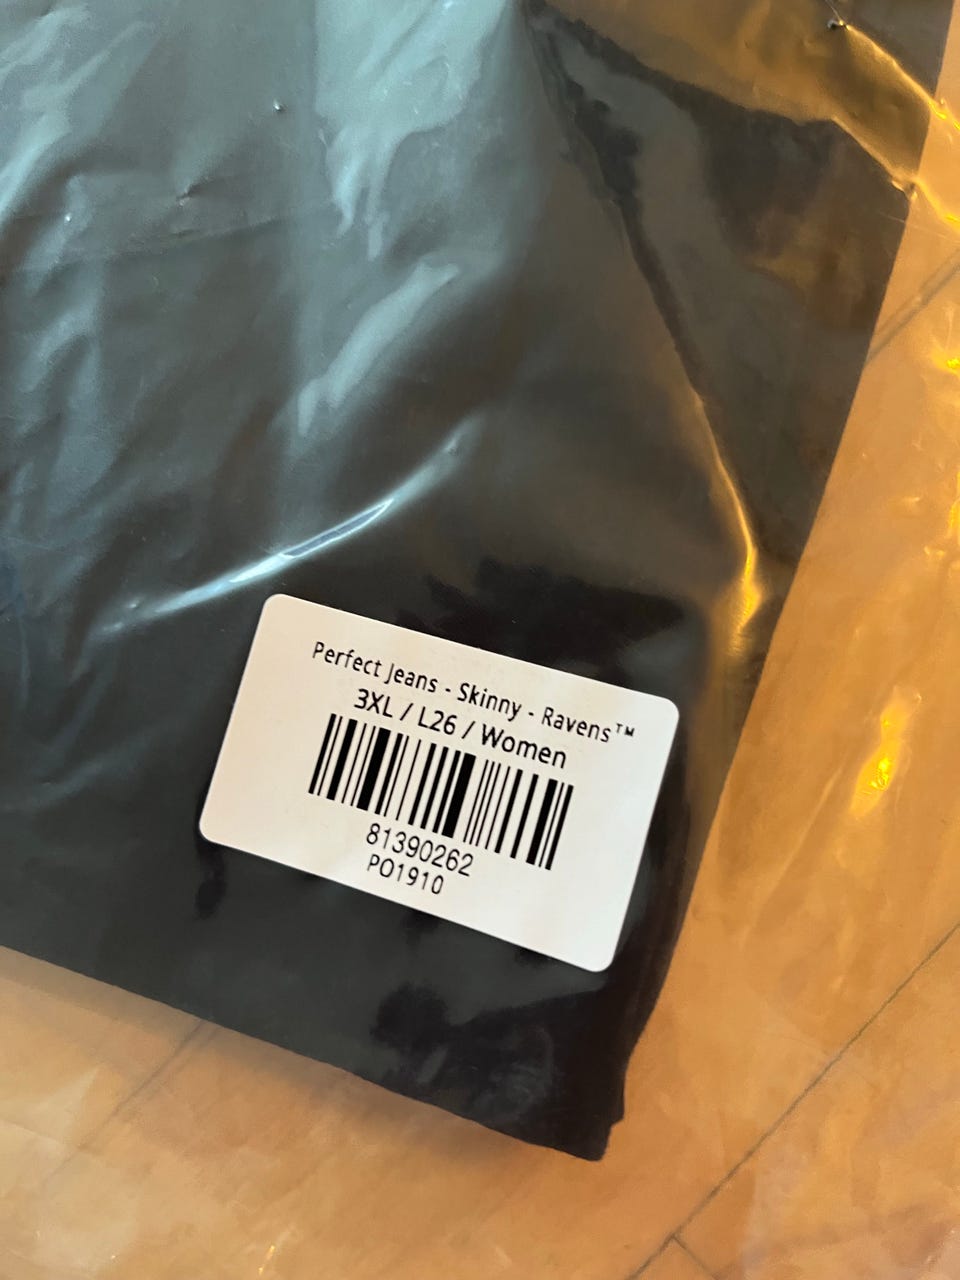 Perfect Jeans - Skinny - Ravens™
3XL / L26 / Women
81390262
PO1910